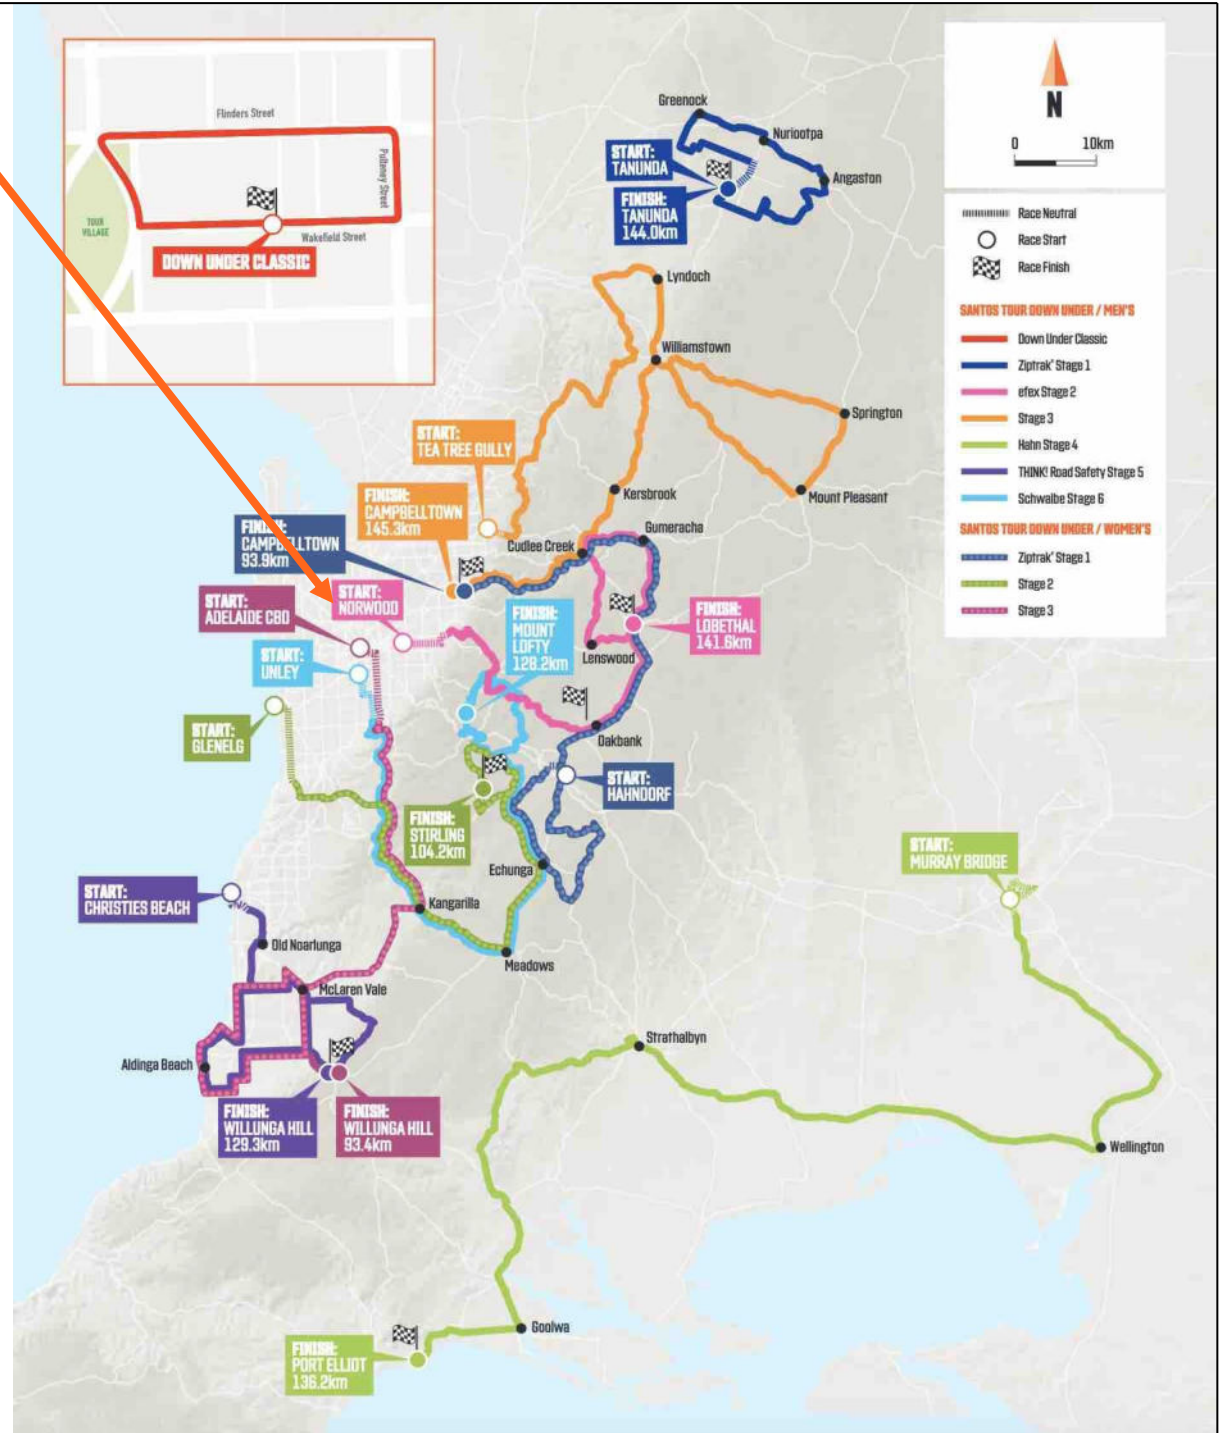 Flinders Street
Pulteney Street
TOUR
VILLAGE
Wakefield Street
DOWN UNDER CLASSIC
N
0 10km
Race Neutral
Race Start
Race Finish
SANTOS TOUR DOWN UNDER / MEN'S
Down Under Classic
Ziptrak® Stage 1
efex Stage 2
Stage 3
Hahn Stage 4
THINK! Road Safety Stage 5
Schwalbe Stage 6
SANTOS TOUR DOWN UNDER / WOMEN'S
Ziptrak® Stage 1
Stage 2
Stage 3
Greenock
Nuriootpa
START:
TANUNDA
Angaston
FINISH:
TANUNDA
144.0km
Lyndoch
Williamstown
Springton
START:
TEA TREE GULLY
Mount Pleasant
Kersbrook
FINISH:
CAMPBELLTOWN
145.3km
Gumeracha
FINISH:
CAMPBELLTOWN
93.9km
Cudlee Creek
START:
NORWOOD
START:
ADELAIDE CBD
FINISH:
MOUNT
LOFTY
128.2km
FINISH:
LOBETHAL
141.6km
Lenswood
START:
UNLEY
START:
GLENELG
Oakbank
START:
HAHNDORF
FINISH:
STIRLING
104.2km
START:
MURRAY BRIDGE
Echunga
START:
CHRISTIES BEACH
Kangarilla
Old Noarlunga
Meadows
McLaren Vale
Strathalbyn
Aldinga Beach
FINISH:
WILLUNGA HILL
129.3km
FINISH:
WILLUNGA HILL
93.4km
Wellington
Goolwa
FINISH:
PORT ELLIOT
136.2km